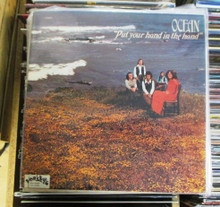 OCEAN
"Put your hand in the hand"